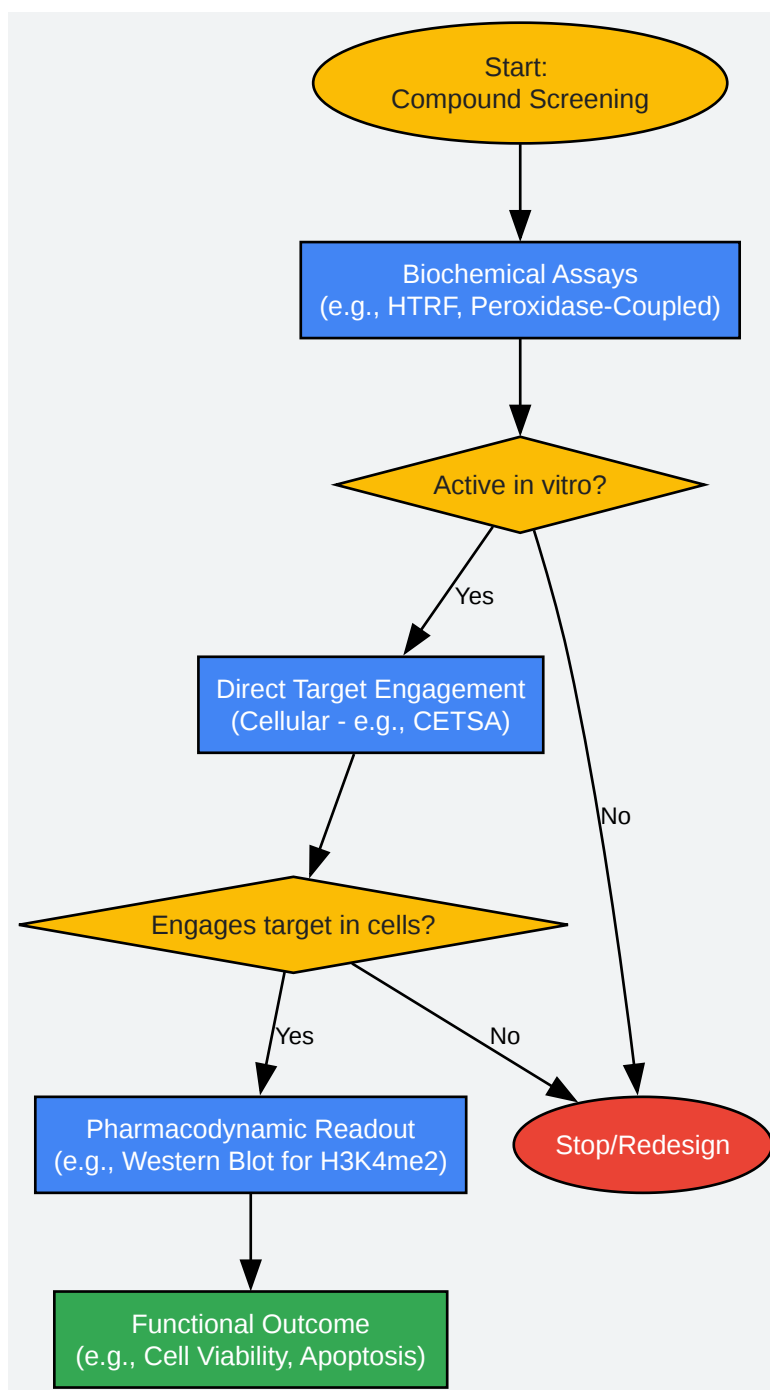 Start:
Compound Screening
Biochemical Assays
(e.g., HTRF, Peroxidase-Coupled)
Active in vitro?
Yes
Direct Target Engagement
(Cellular - e.g., CETSA)
No
Engages target in cells?
Yes
No
Pharmacodynamic Readout
(e.g., Western Blot for H3K4me2)
Stop/Redesign
Functional Outcome
(e.g., Cell Viability, Apoptosis)